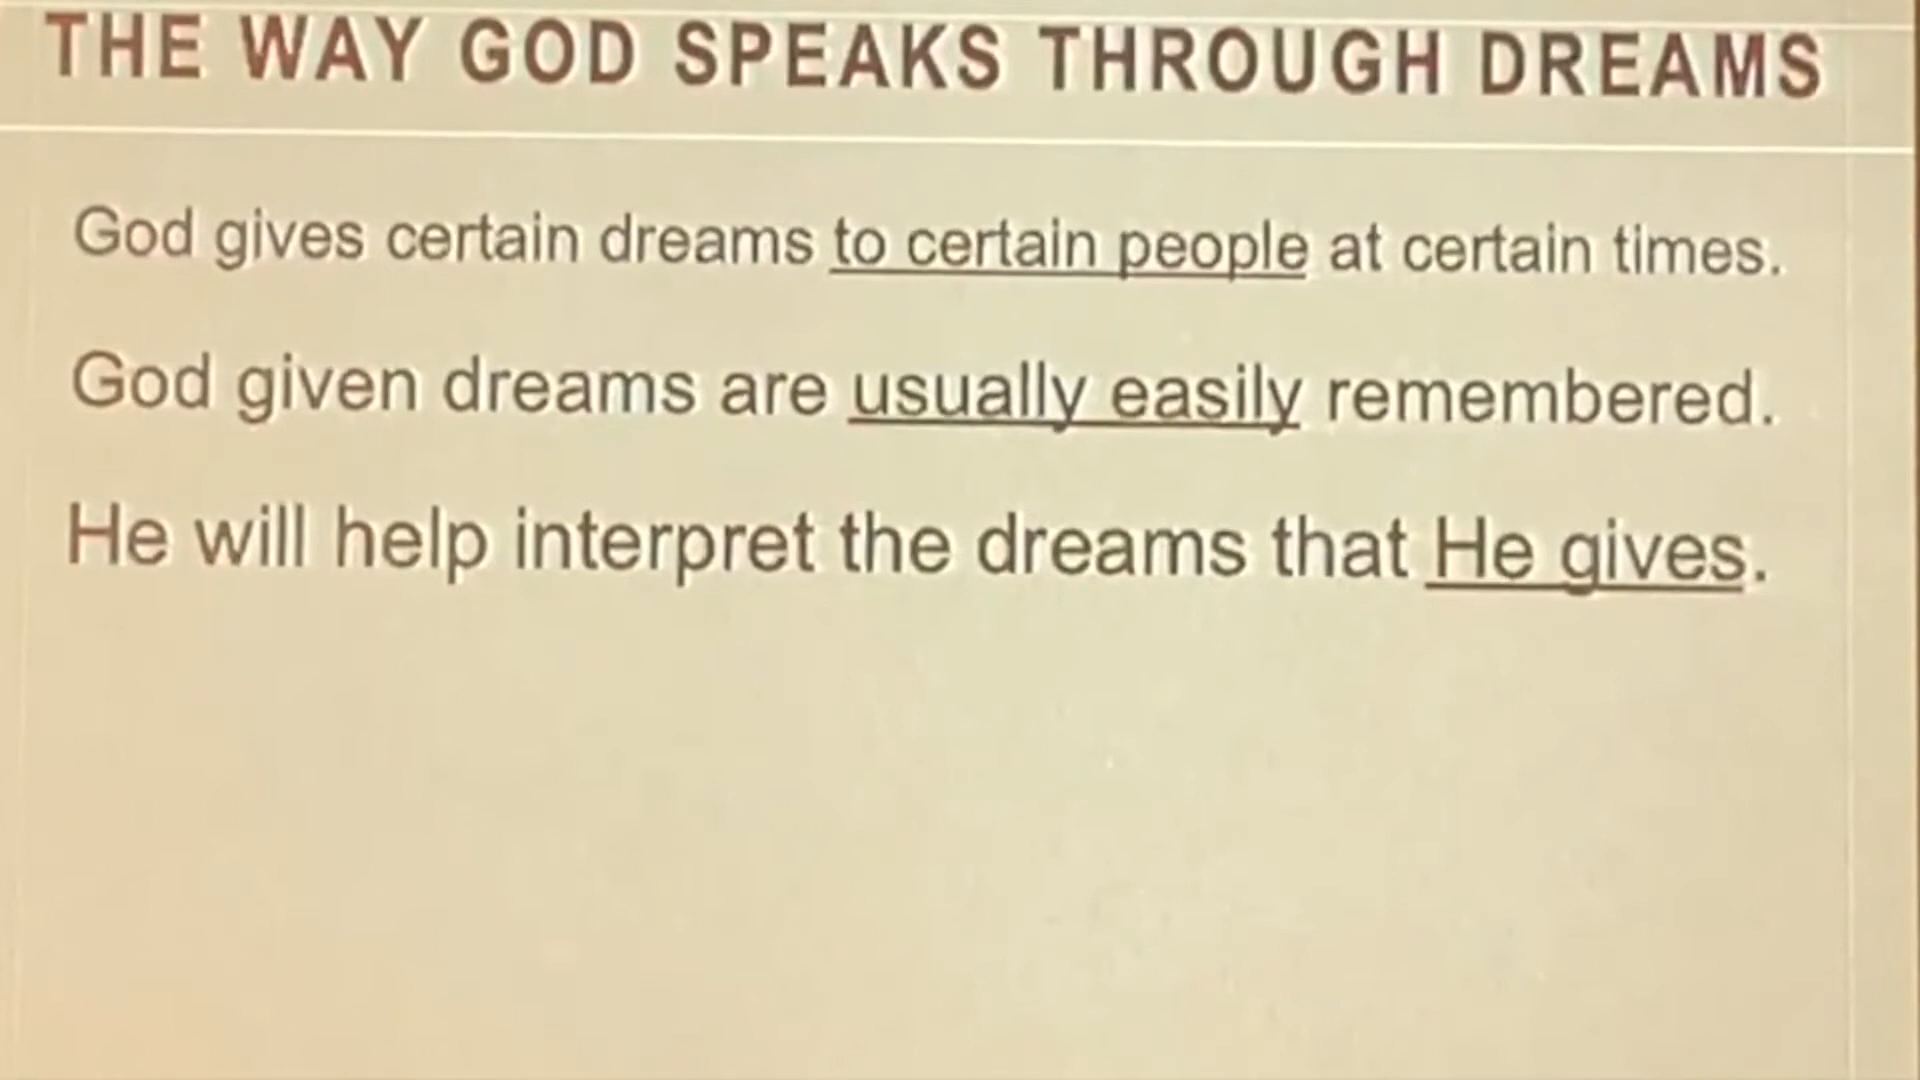 THE WAY GOD SPEAKS THROUGH DREAMS
God gives certain dreams to certain people at certain times.
God given dreams are usually easily remembered.
He will help interpret the dreams that He gives.